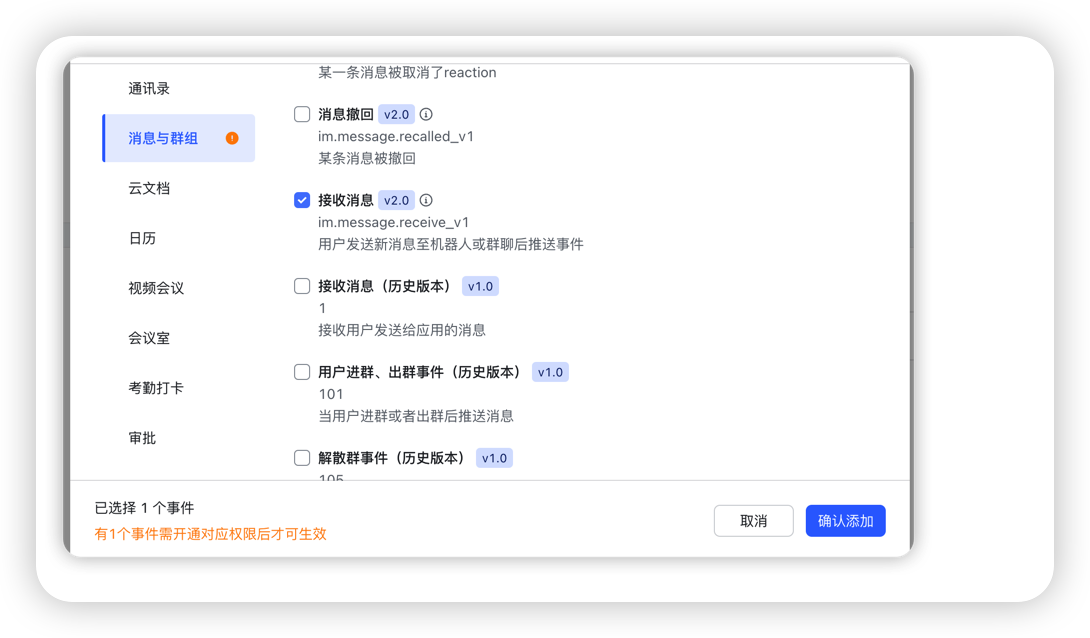 通讯录
消息与群组
云文档
日历
视频会议
会议室
考勤打卡
审批
某一条消息被取消了reaction
消息撤回 v2.0
im.message.recalled_v1
某条消息被撤回
接收消息 v2.0
im.message.receive_v1
用户发送新消息至机器人或群聊后推送事件
接收消息（历史版本） v1.0
1
接收用户发送给应用的消息
用户进群、出群事件（历史版本） v1.0
101
当用户进群或者出群后推送消息
解散群事件（历史版本） v1.0
105
已选择 1 个事件
有1个事件需开通对应权限后才可生效
取消
确认添加